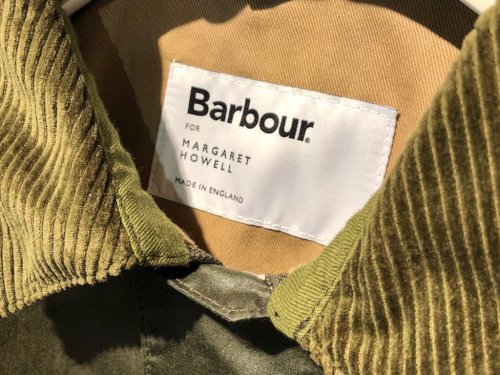 Barbour®
FOR
MARGARET
HOWELL
MADE IN ENGLAND